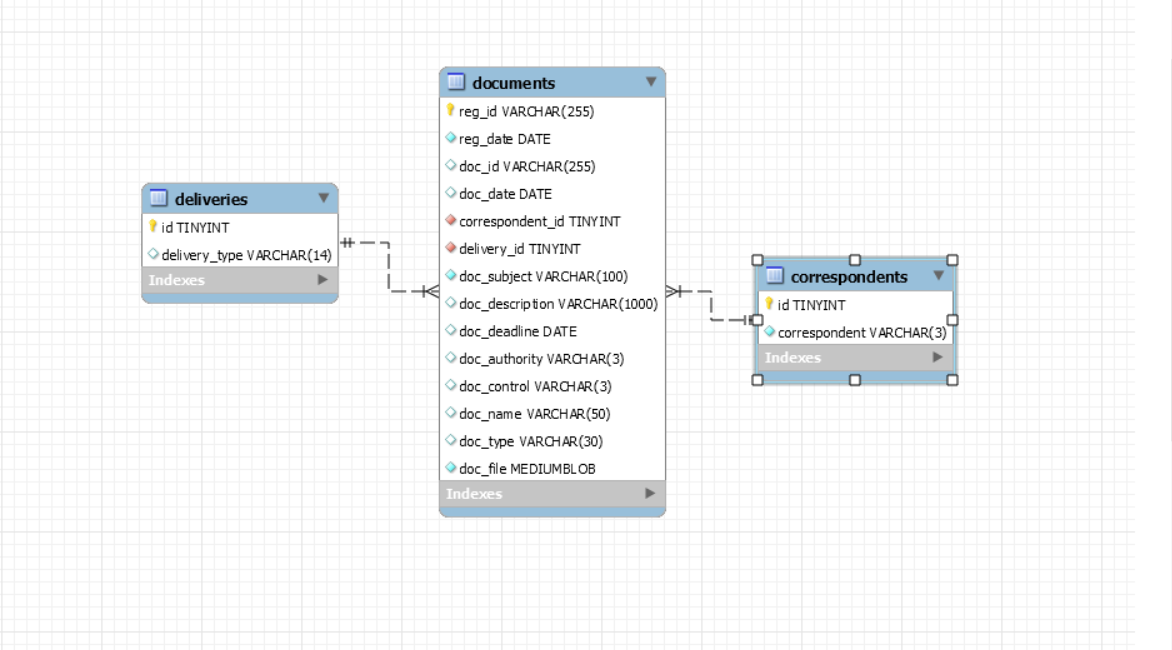 deliveries
id TINYINT
delivery_type VARCHAR(14)
Indexes
documents
reg_id VARCHAR(255)
reg_date DATE
doc_id VARCHAR(255)
doc_date DATE
correspondent_id TINYINT
delivery_id TINYINT
doc_subject VARCHAR(100)
doc_description VARCHAR(1000)
doc_deadline DATE
doc_authority VARCHAR(3)
doc_control VARCHAR(3)
doc_name VARCHAR(50)
doc_type VARCHAR(30)
doc_file MEDIUMBLOB
Indexes
correspondents
id TINYINT
correspondent VARCHAR(3)
Indexes